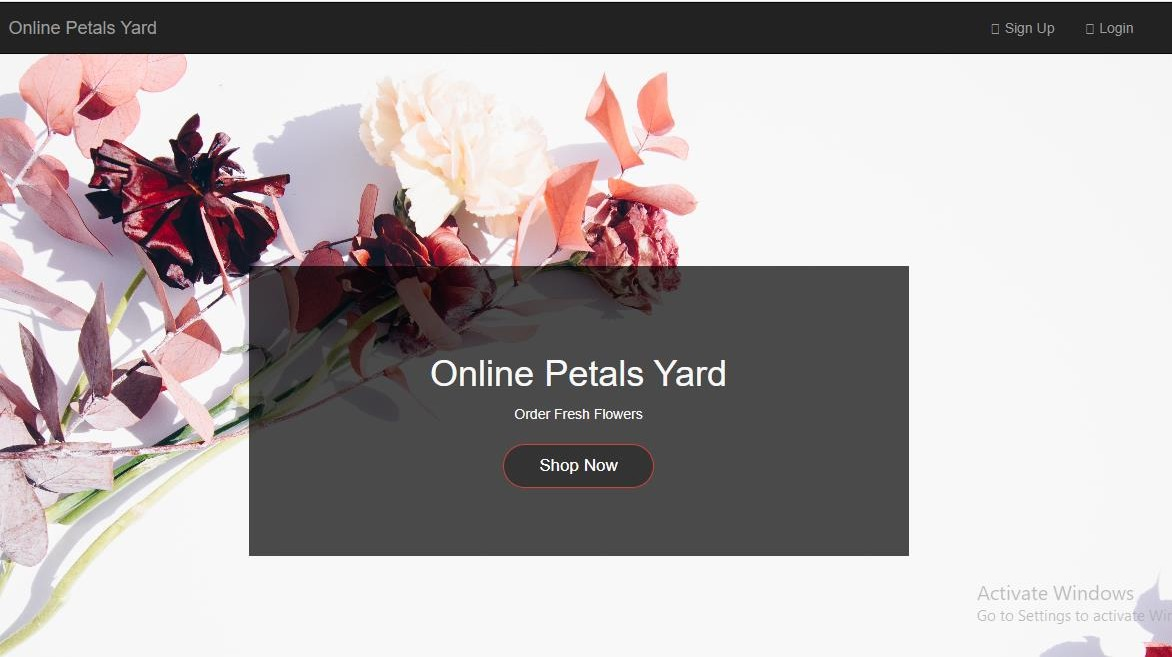 Online Petals Yard
Sign Up
Login
Online Petals Yard
Order Fresh Flowers
Shop Now
Activate Windows
Go to Settings to activate